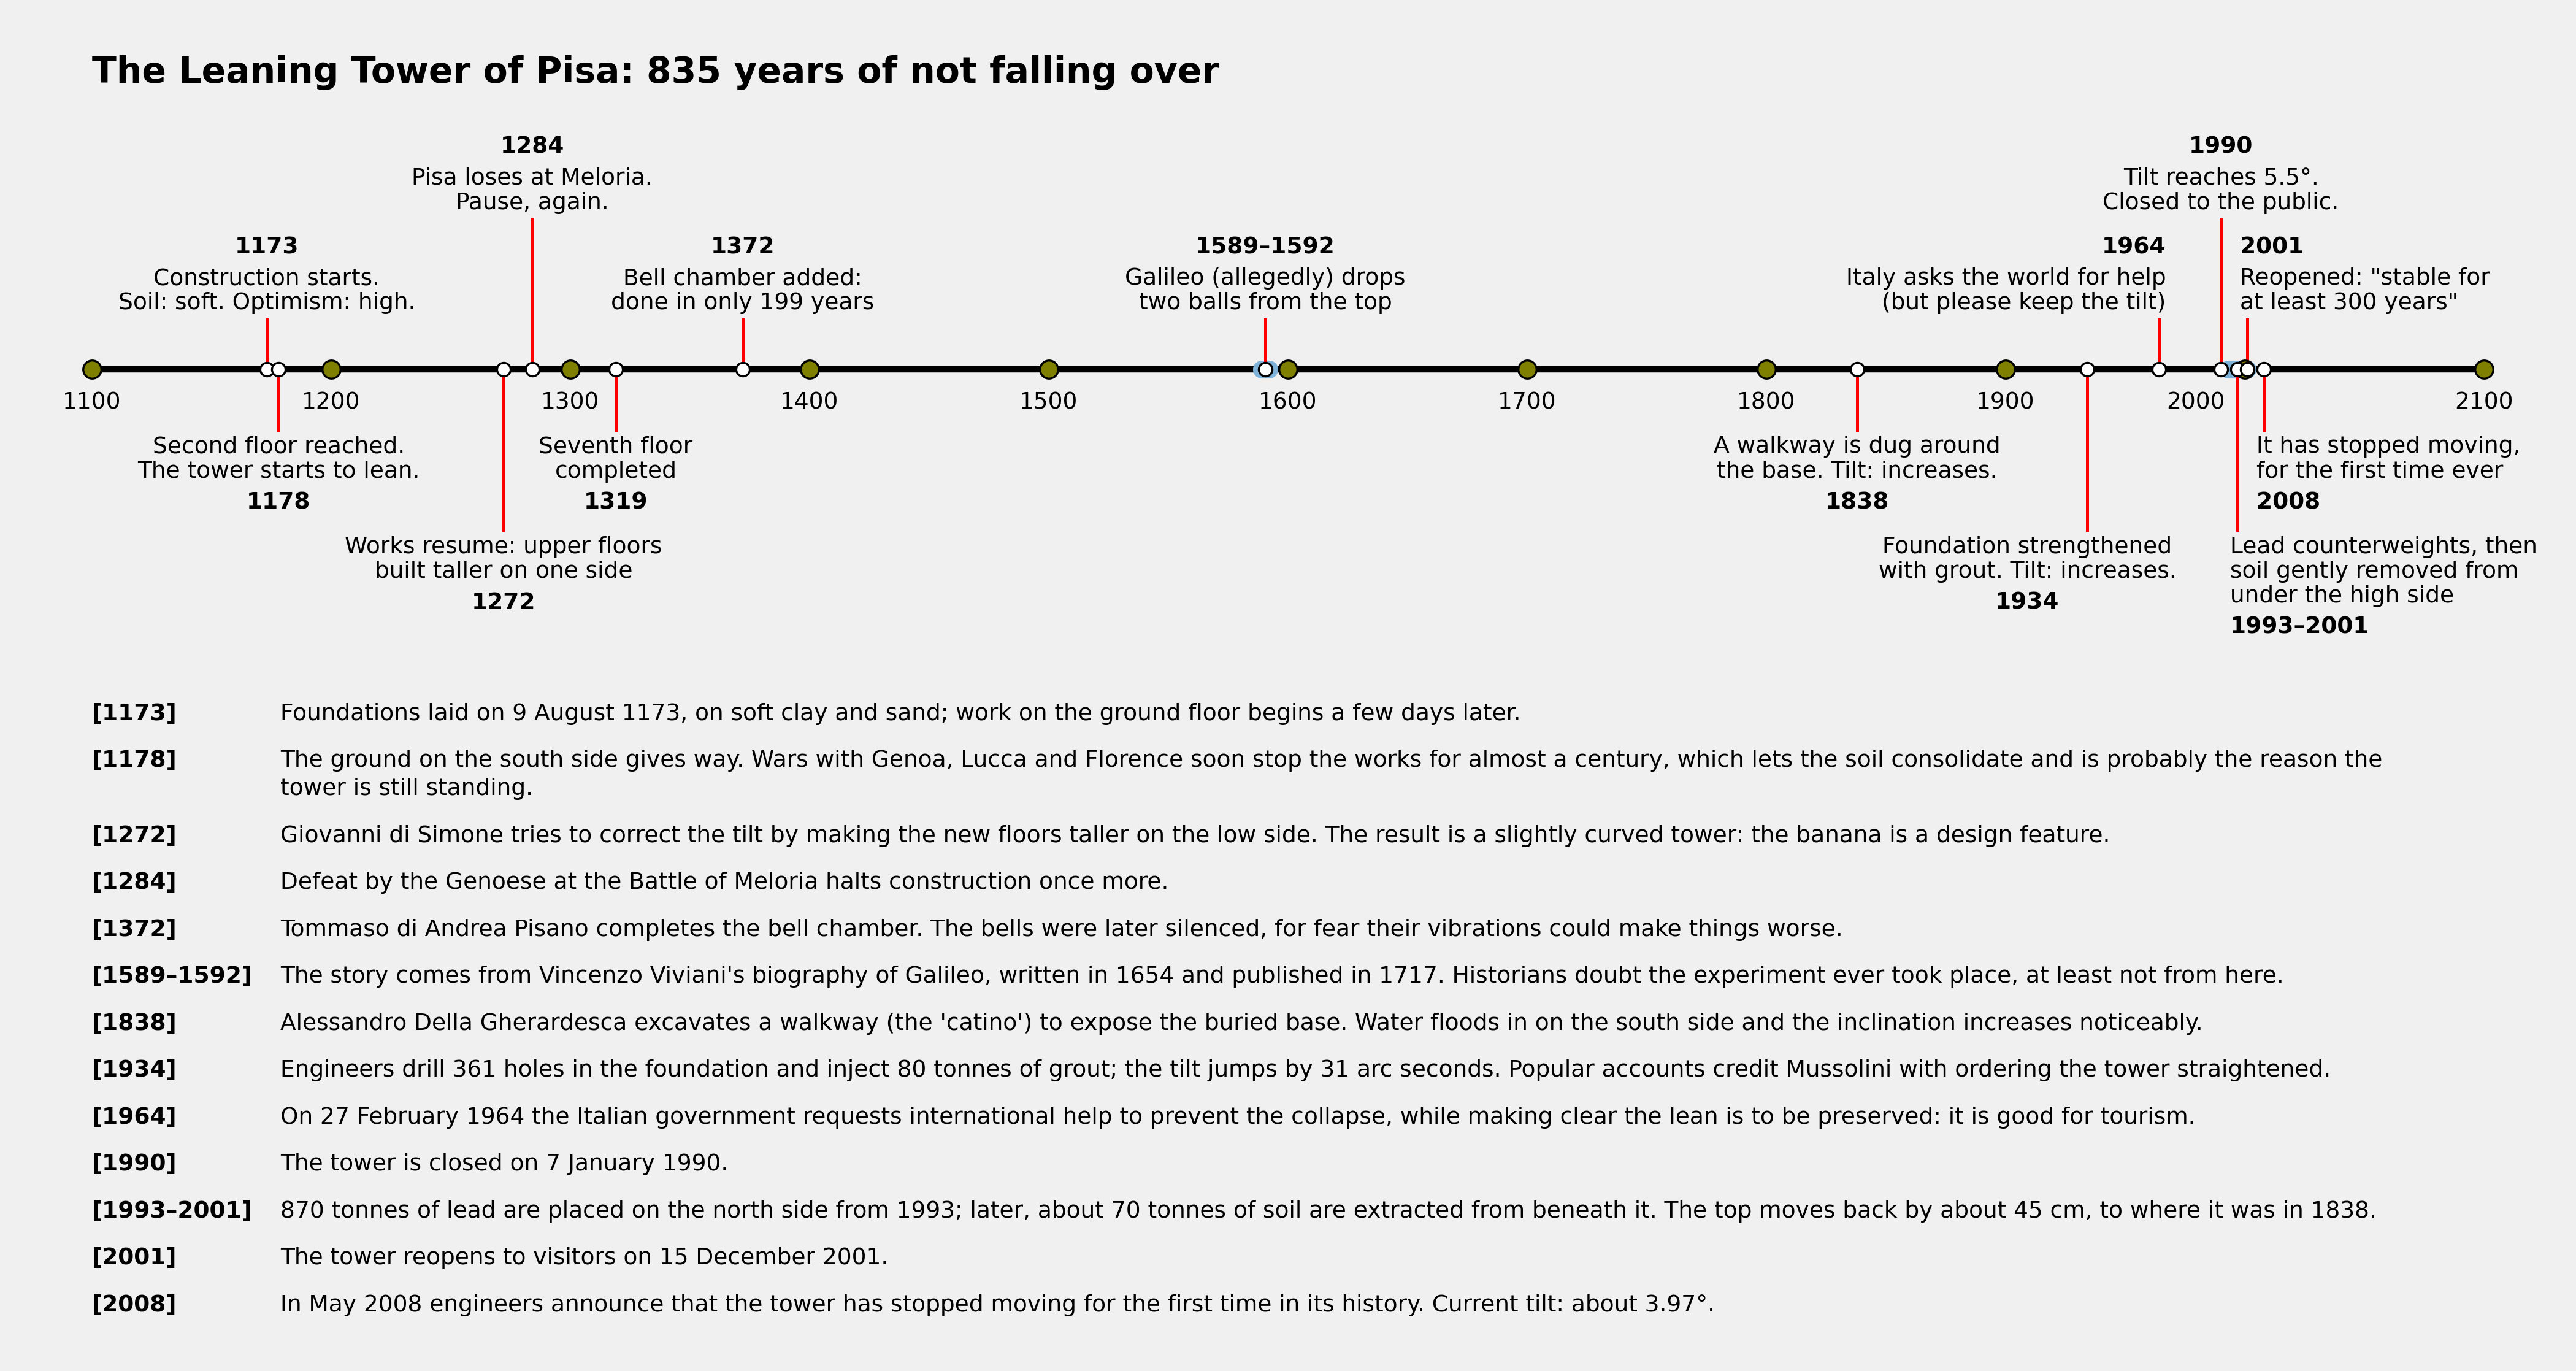 The Leaning Tower of Pisa: 835 years of not falling over
1284
Pisa loses at Meloria.
Pause, again.
1990
Tilt reaches 5.5°.
Closed to the public.
1173
Construction starts.
Soil: soft. Optimism: high.
1372
Bell chamber added:
done in only 199 years
1589–1592
Galileo (allegedly) drops
two balls from the top
1964
Italy asks the world for help
(but please keep the tilt)
2001
Reopened: "stable for
at least 300 years"
1100 1200 1300 1400 1500 1600 1700 1800 1900 2000 2100
Second floor reached.
The tower starts to lean.
1178
Seventh floor
completed
1319
A walkway is dug around
the base. Tilt: increases.
1838
It has stopped moving,
for the first time ever
2008
Works resume: upper floors
built taller on one side
1272
Foundation strengthened
with grout. Tilt: increases.
1934
Lead counterweights, then
soil gently removed from
under the high side
1993–2001
[1173] Foundations laid on 9 August 1173, on soft clay and sand; work on the ground floor begins a few days later.
[1178] The ground on the south side gives way. Wars with Genoa, Lucca and Florence soon stop the works for almost a century, which lets the soil consolidate and is probably the reason the
tower is still standing.
[1272] Giovanni di Simone tries to correct the tilt by making the new floors taller on the low side. The result is a slightly curved tower: the banana is a design feature.
[1284] Defeat by the Genoese at the Battle of Meloria halts construction once more.
[1372] Tommaso di Andrea Pisano completes the bell chamber. The bells were later silenced, for fear their vibrations could make things worse.
[1589–1592] The story comes from Vincenzo Viviani's biography of Galileo, written in 1654 and published in 1717. Historians doubt the experiment ever took place, at least not from here.
[1838] Alessandro Della Gherardesca excavates a walkway (the 'catino') to expose the buried base. Water floods in on the south side and the inclination increases noticeably.
[1934] Engineers drill 361 holes in the foundation and inject 80 tonnes of grout; the tilt jumps by 31 arc seconds. Popular accounts credit Mussolini with ordering the tower straightened.
[1964] On 27 February 1964 the Italian government requests international help to prevent the collapse, while making clear the lean is to be preserved: it is good for tourism.
[1990] The tower is closed on 7 January 1990.
[1993–2001] 870 tonnes of lead are placed on the north side from 1993; later, about 70 tonnes of soil are extracted from beneath it. The top moves back by about 45 cm, to where it was in 1838.
[2001] The tower reopens to visitors on 15 December 2001.
[2008] In May 2008 engineers announce that the tower has stopped moving for the first time in its history. Current tilt: about 3.97°.